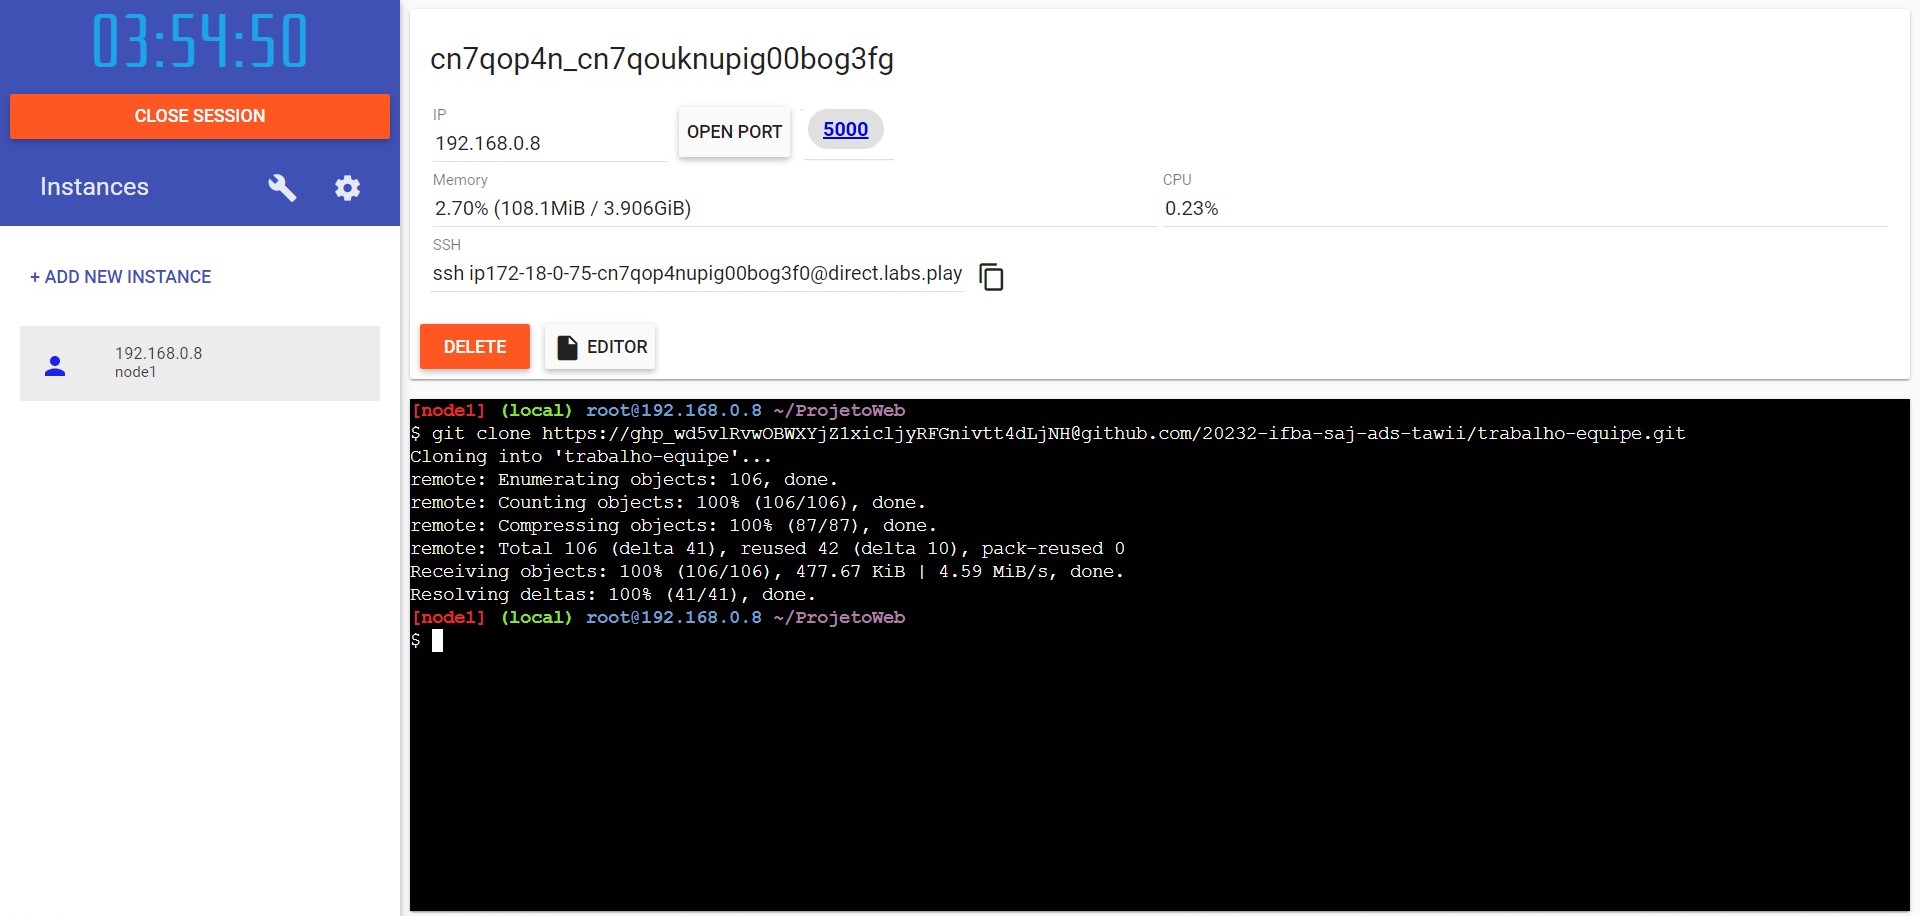 03:54:50
CLOSE SESSION
Instances
+ ADD NEW INSTANCE
192.168.0.8
node1
cn7qop4n_cn7qouknupig00bog3fg
IP
192.168.0.8
OPEN PORT
5000
Memory
2.70% (108.1MiB / 3.906GiB)
CPU
0.23%
SSH
ssh ip172-18-0-75-cn7qop4nupig00bog3f0@direct.labs.play
DELETE
EDITOR
[node1] (local) root@192.168.0.8 ~/ProjetoWeb
$ git clone https://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@github.com/20232-ifba-saj-ads-tawii/trabalho-equipe.git
Cloning into 'trabalho-equipe'...
remote: Enumerating objects: 106, done.
remote: Counting objects: 100% (106/106), done.
remote: Compressing objects: 100% (87/87), done.
remote: Total 106 (delta 41), reused 42 (delta 10), pack-reused 0
Receiving objects: 100% (106/106), 477.67 KiB | 4.59 MiB/s, done.
Resolving deltas: 100% (41/41), done.
[node1] (local) root@192.168.0.8 ~/ProjetoWeb
$